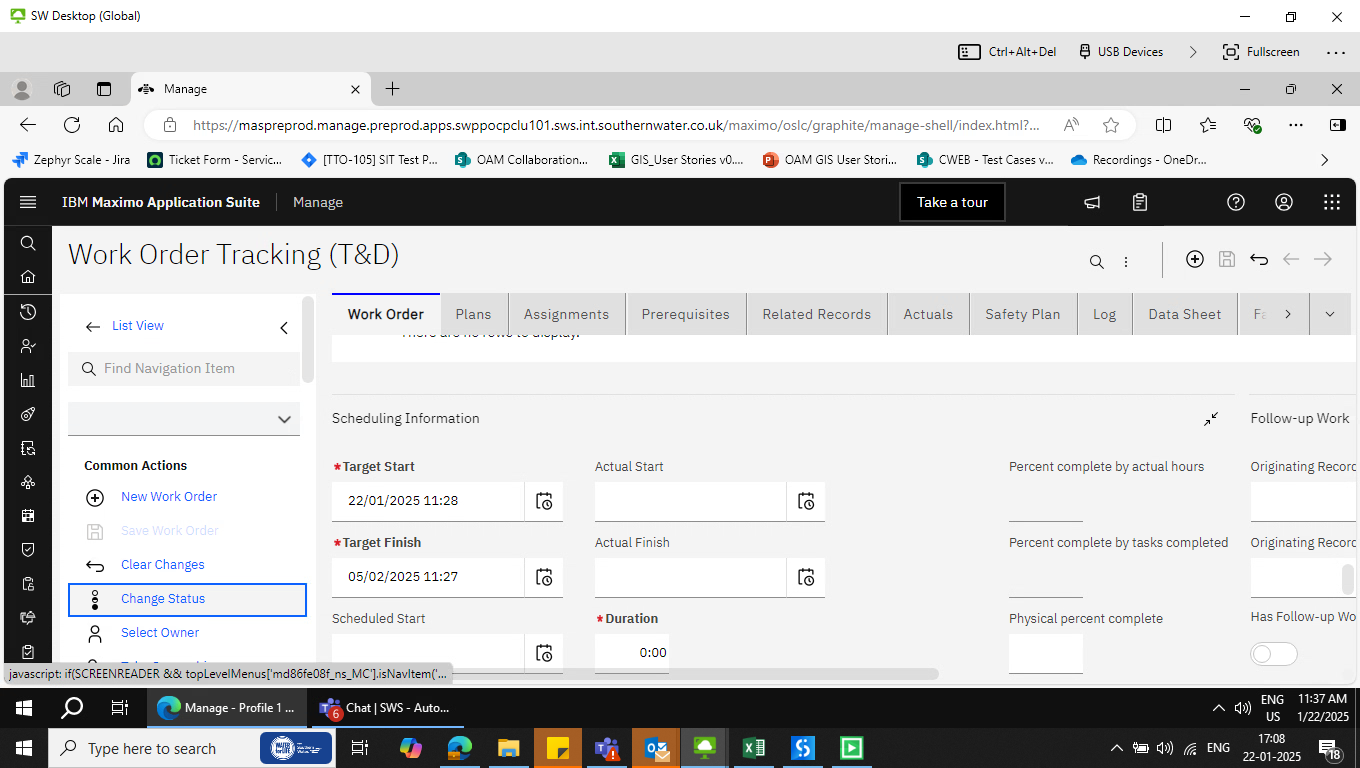 SW Desktop (Global)
Ctrl+Alt+Del
USB Devices
Fullscreen
Manage
https://maspreprod.manage.preprod.apps.swppocpclu101.sws.int.southernwater.co.uk/maximo/oslc/graphite/manage-shell/index.html?...
Zephyr Scale - Jira
Ticket Form - Servic...
[TTO-105] SIT Test P...
OAM Collaboration...
GIS_User Stories v0....
OAM GIS User Stori...
CWEB - Test Cases v...
Recordings - OneDr...
IBM Maximo Application Suite
Manage
Take a tour
Work Order Tracking (T&D)
List View
Find Navigation Item
Common Actions
New Work Order
Save Work Order
Clear Changes
Change Status
Select Owner
Work Order
Plans
Assignments
Prerequisites
Related Records
Actuals
Safety Plan
Log
Data Sheet
Fa
There are no rows to display.
Scheduling Information
Follow-up Work
*Target Start
Actual Start
Percent complete by actual hours
Originating Record
22/01/2025 11:28
*Target Finish
Actual Finish
Percent complete by tasks completed
Originating Record
05/02/2025 11:27
Scheduled Start
*Duration
Physical percent complete
Has Follow-up Wo
0:00
javascript: if(SCREENREADER && topLevelMenus['md86fe08f_ns_MC'].isNavItem('...
Manage - Profile 1 ...
6
Chat | SWS - Auto...
ENG
US
11:37 AM
1/22/2025
Type here to search
ENG
17:08
22-01-2025
18